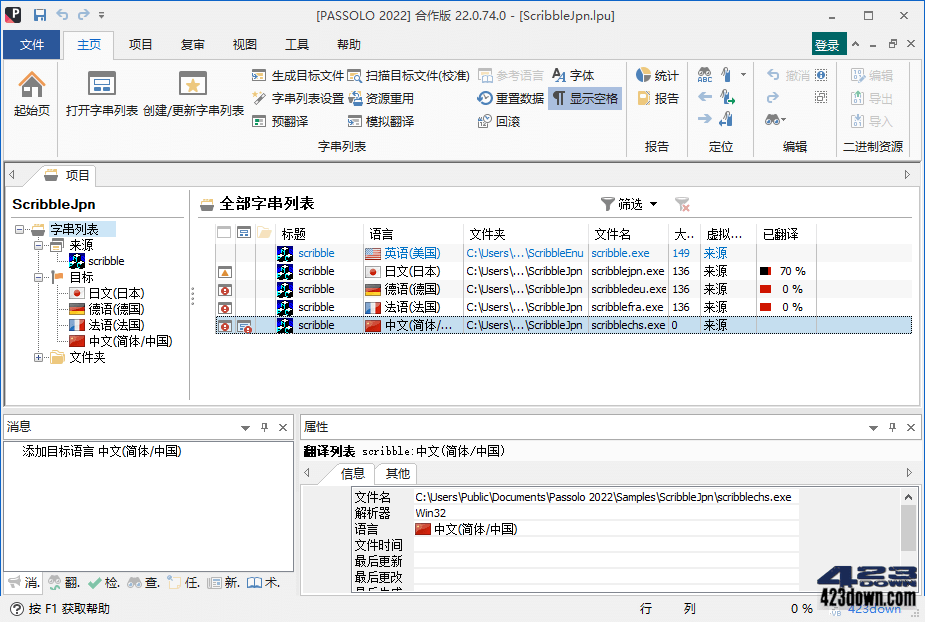 [PASSOLO 2022] 合作版 22.0.74.0 - [ScribbleJpn.lpu]
文件 主页 项目 复审 视图 工具 帮助 登录
起始页
打开字串列表 创建/更新字串列表
生成目标文件 扫描目标文件(校准) 参考语言 字体
字串列表设置 资源重用 重置数据 显示空格
预翻译 模拟翻译 回滚
统计
报告
撤消
编辑
导出
导入
字串列表 报告 定位 编辑 二进制资源
项目
ScribbleJpn
字串列表
来源
scribble
目标
日文(日本)
德语(德国)
法语(法国)
中文(简体/中国)
文件夹
全部字串列表 筛选
标题 语言 文件夹 文件名 大.. 虚拟... 已翻译
scribble 英语(美国) C:\Users\...\ScribbleEnu scribble.exe 149 来源
scribble 日文(日本) C:\Users\...\ScribbleJpn scribblejpn.exe 136 来源 70 %
scribble 德语(德国) C:\Users\...\ScribbleJpn scribbledeu.exe 136 来源 0 %
scribble 法语(法国) C:\Users\...\ScribbleJpn scribblefra.exe 136 来源 0 %
scribble 中文(简体/... C:\Users\...\ScribbleJpn scribblechs.exe 0 来源
消息
添加目标语言 中文(简体/中国)
消. 翻. 检. 查. 任. 新. 术.
属性
翻译列表 scribble:中文(简体/中国)
信息 其他
文件名 C:\Users\Public\Documents\Passolo 2022\Samples\ScribbleJpn\scribblechs.exe
解析器 Win32
语言 中文(简体/中国)
文件时间
最后更新
最后更改
最后生成
按 F1 获取帮助 行 列 0 %
423DOWN
423down.com
423down